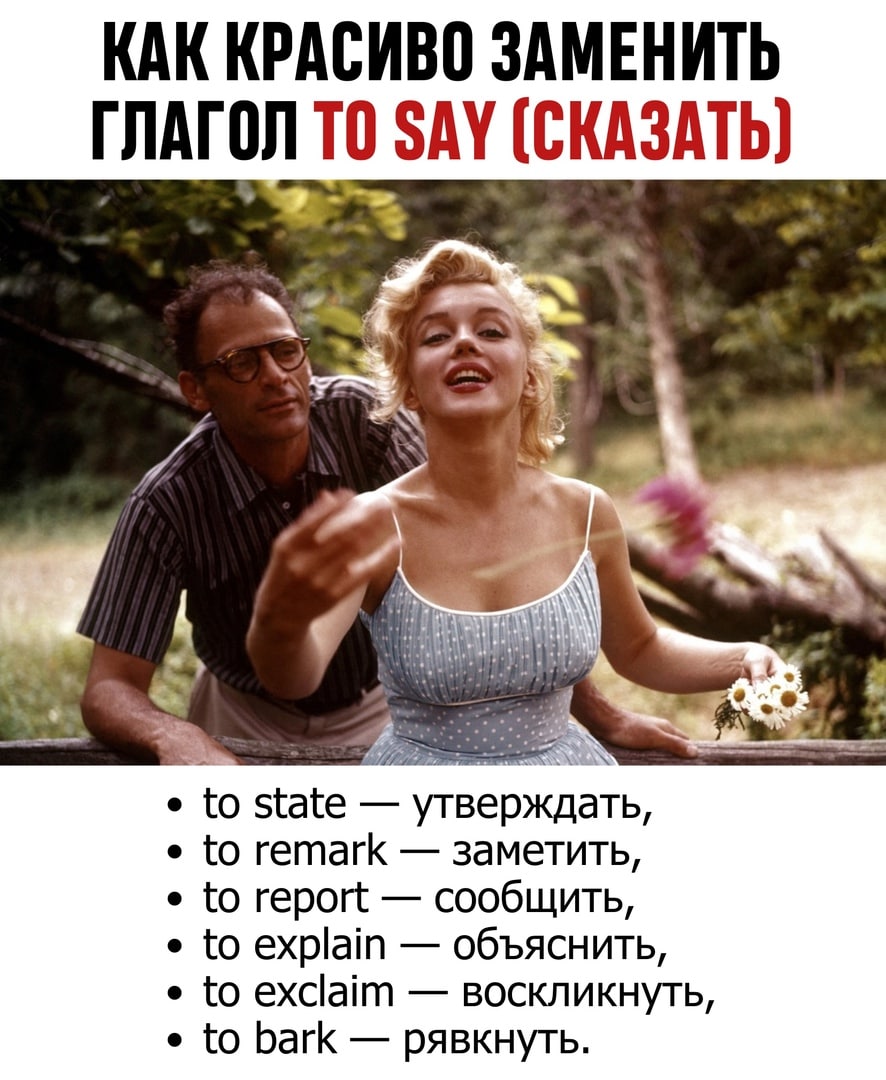 КАК КРАСИВО ЗАМЕНИТЬ
ГЛАГОЛ TO SAY (СКАЗАТЬ)
• to state — утверждать,
• to remark — заметить,
• to report — сообщить,
• to explain — объяснить,
• to exclaim — воскликнуть,
• to bark — рявкнуть.